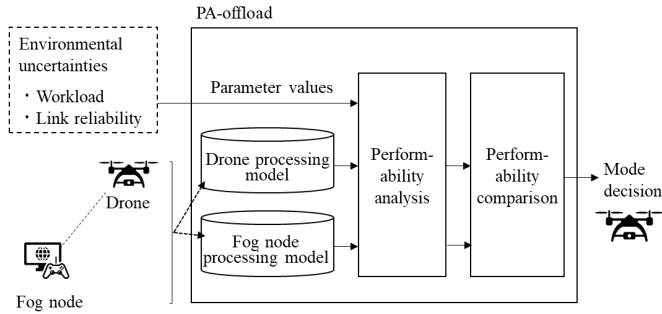 PA-offload
Environmental
uncertainties
・Workload
・Link reliability
Parameter values
Drone processing
model
Fog node
processing model
Perform-
ability
analysis
Perform-
ability
comparison
Mode
decision
Drone
Fog node